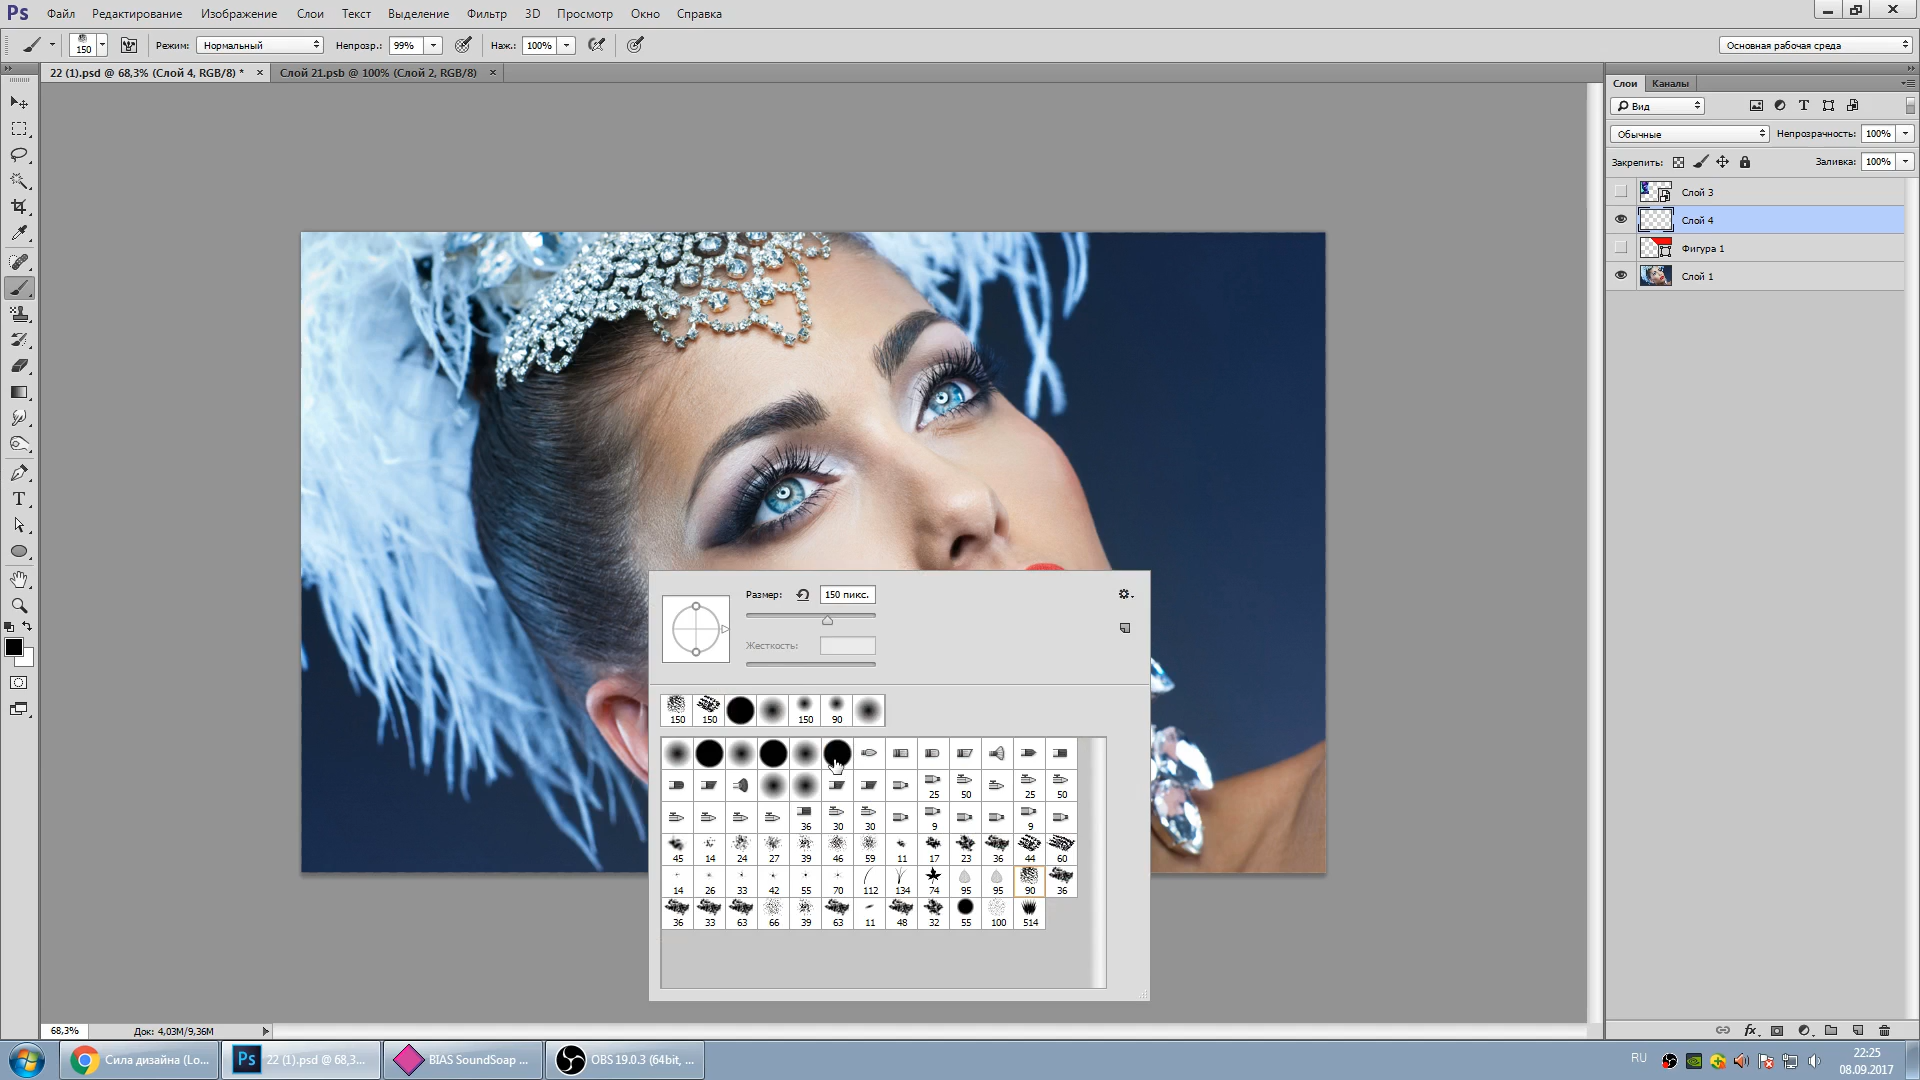 Ps Файл Редактирование Изображение Слои Текст Выделение Фильтр 3D Просмотр Окно Справка
150 Режим: Нормальный Непрозр.: 99% Наж.: 100% Основная рабочая среда
22 (1).psd @ 68,3% (Слой 4, RGB/8) * × Слой 21.psb @ 100% (Слой 2, RGB/8) ×
Слои Каналы
Вид
Обычные Непрозрачность: 100%
Закрепить: Заливка: 100%
Слой 3
Слой 4
Фигура 1
Слой 1
Размер: 150 пикс.
Жесткость:
150 150 150 90
25 50 25 50
36 30 30 9 9
45 14 24 27 39 46 59 11 17 23 36 44 60
14 26 33 42 55 70 112 134 74 95 95 90 36
36 33 63 66 39 63 11 48 32 55 100 514
68,3% Док: 4,03M/9,36M
Сила дизайна (Lo... Ps 22 (1).psd @ 68,3... BIAS SoundSoap ... OBS 19.0.3 (64bit, ... RU 22:25
08.09.2017